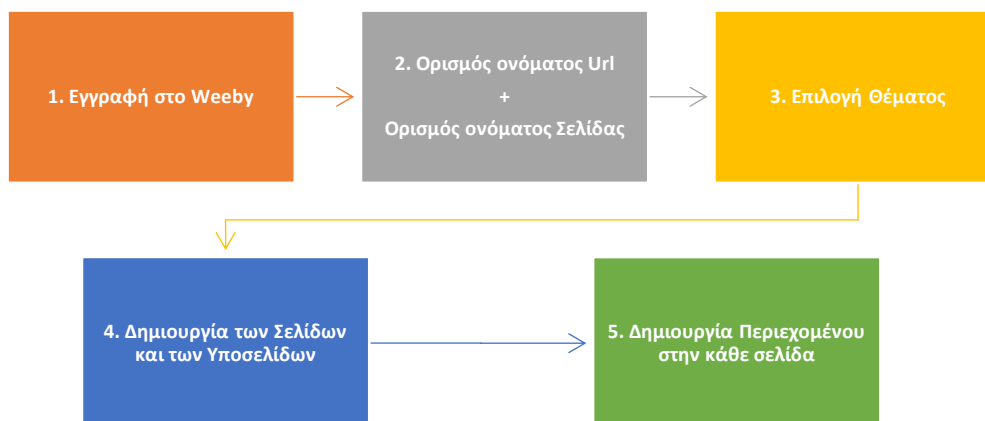 1. Εγγραφή στο Weeby
2. Ορισμός ονόματος Url
+
Ορισμός ονόματος Σελίδας
3. Επιλογή Θέματος
4. Δημιουργία των Σελίδων
και των Υποσελίδων
5. Δημιουργία Περιεχομένου
στην κάθε σελίδα